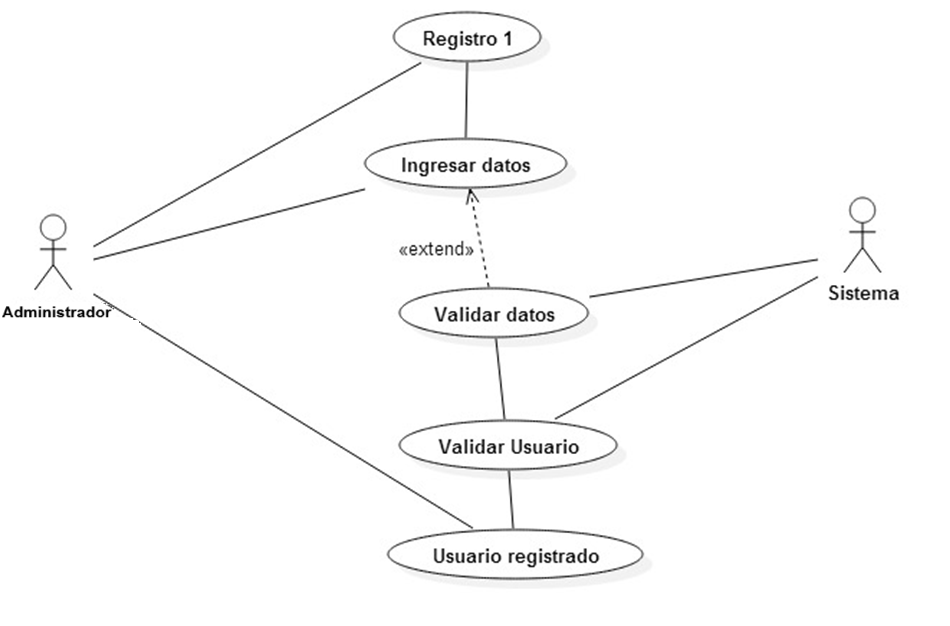 Registro 1
Ingresar datos
«extend»
Administrador
Sistema
Validar datos
Validar Usuario
Usuario registrado